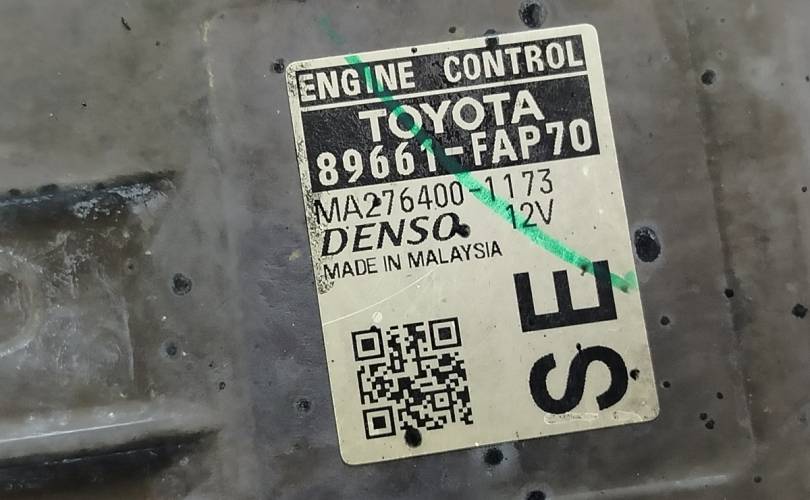 ENGINE CONTROL
TOYOTA
89661-FAP70
MA276400-1173
DENSO 12V
MADE IN MALAYSIA
SE